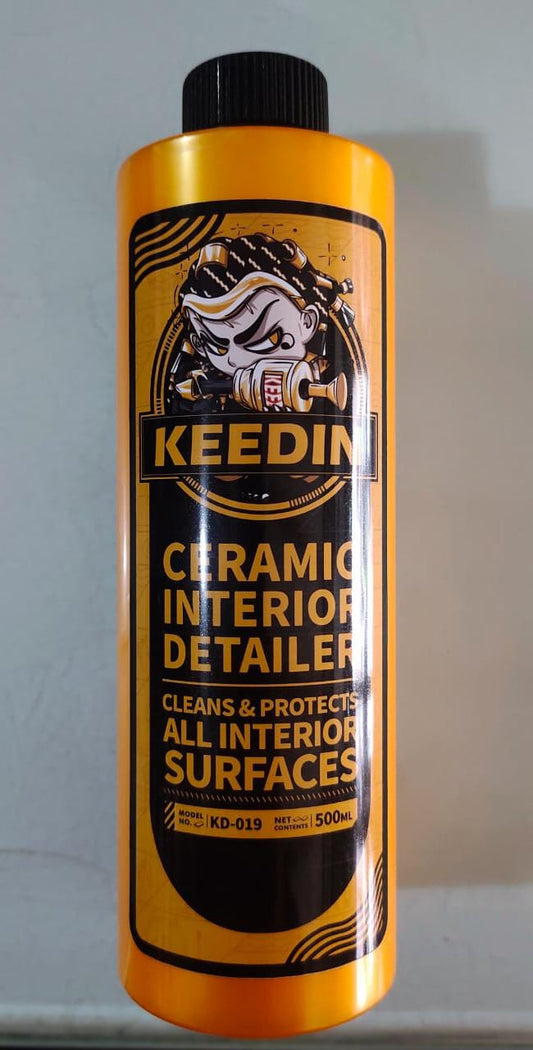 KEEDIN
CERAMIC
INTERIOR
DETAILER
CLEANS & PROTECTS
ALL INTERIOR
SURFACES
MODEL NO. KD-019 NET CONTENTS 500ML